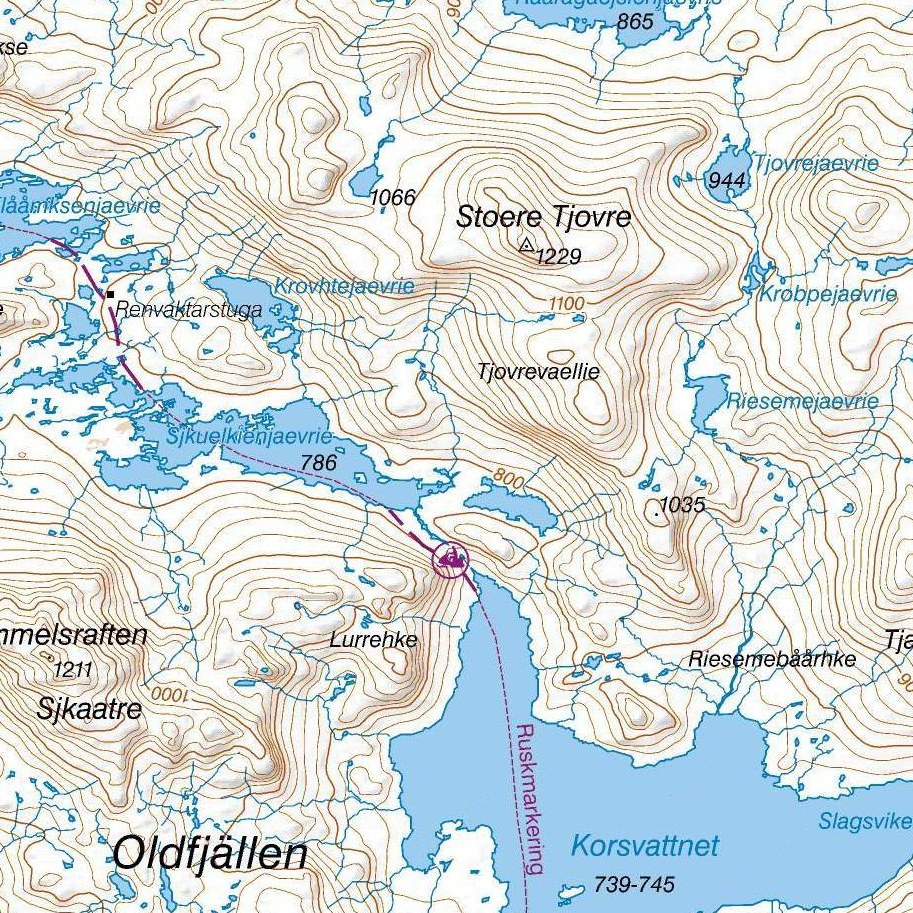 865
1066
Stoere Tjovre
1229
Tjovrejaevrie
944
Krovhtejaevrie
Renvaktarstuga
1100
Krobpejaevrie
Tjovrevaellie
Riesemejaevrie
Sjkuelkienjaevrie
786
800
1035
Lurrehke
1211
Riesemebåårhke
1000
Sjkaatre
Ruskmarkering
Oldfjällen
Korsvattnet
739-745